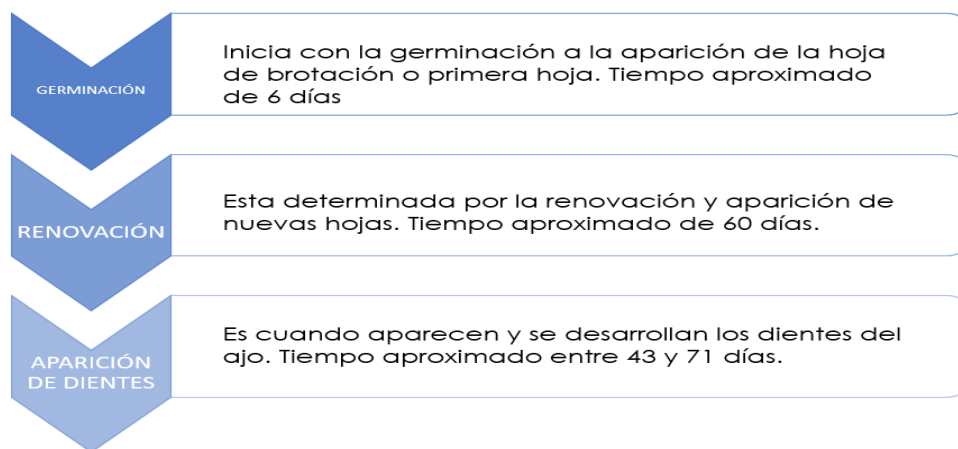 GERMINACIÓN
Inicia con la germinación a la aparición de la hoja
de brotación o primera hoja. Tiempo aproximado
de 6 días
RENOVACIÓN
Esta determinada por la renovación y aparición de
nuevas hojas. Tiempo aproximado de 60 días.
APARICIÓN
DE DIENTES
Es cuando aparecen y se desarrollan los dientes del
ajo. Tiempo aproximado entre 43 y 71 días.